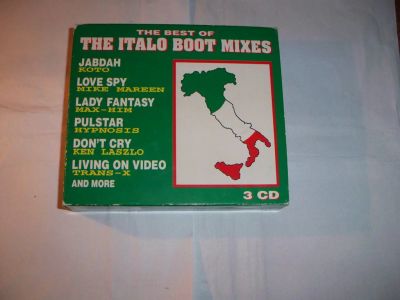 THE BEST OF
THE ITALO BOOT MIXES
JABDAH
KOTO
LOVE SPY
MIKE MAREEN
LADY FANTASY
MAX-HIM
PULSTAR
HYPNOSIS
DON'T CRY
KEN LASZLO
LIVING ON VIDEO
TRANS-X
AND MORE
3 CD